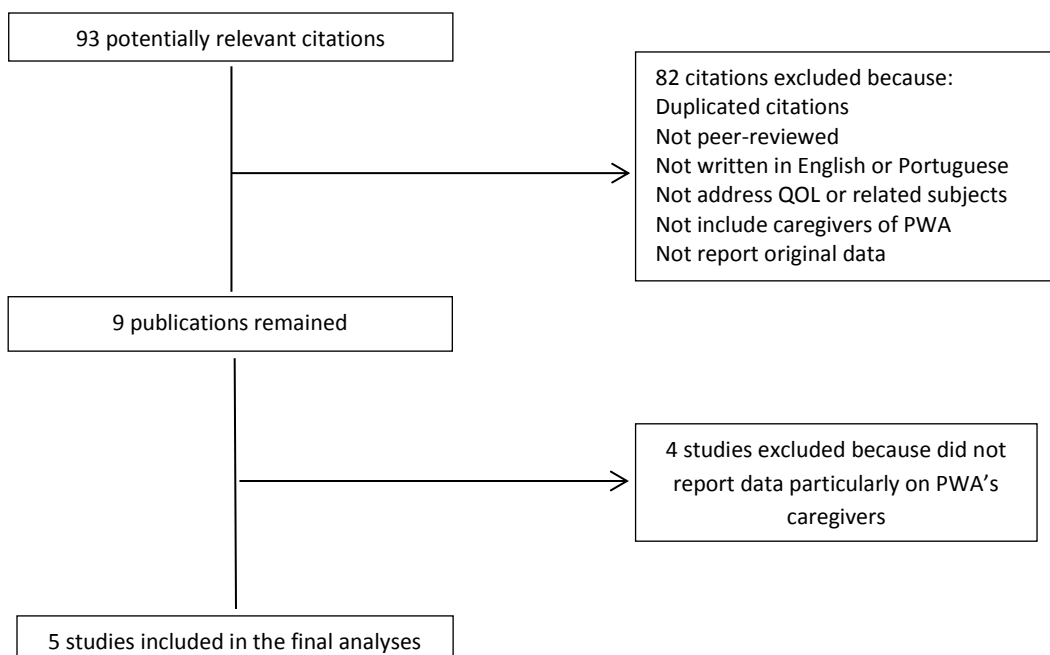 93 potentially relevant citations
82 citations excluded because:
Duplicated citations
Not peer-reviewed
Not written in English or Portuguese
Not address QOL or related subjects
Not include caregivers of PWA
Not report original data
9 publications remained
4 studies excluded because did not
report data particularly on PWA’s
caregivers
5 studies included in the final analyses